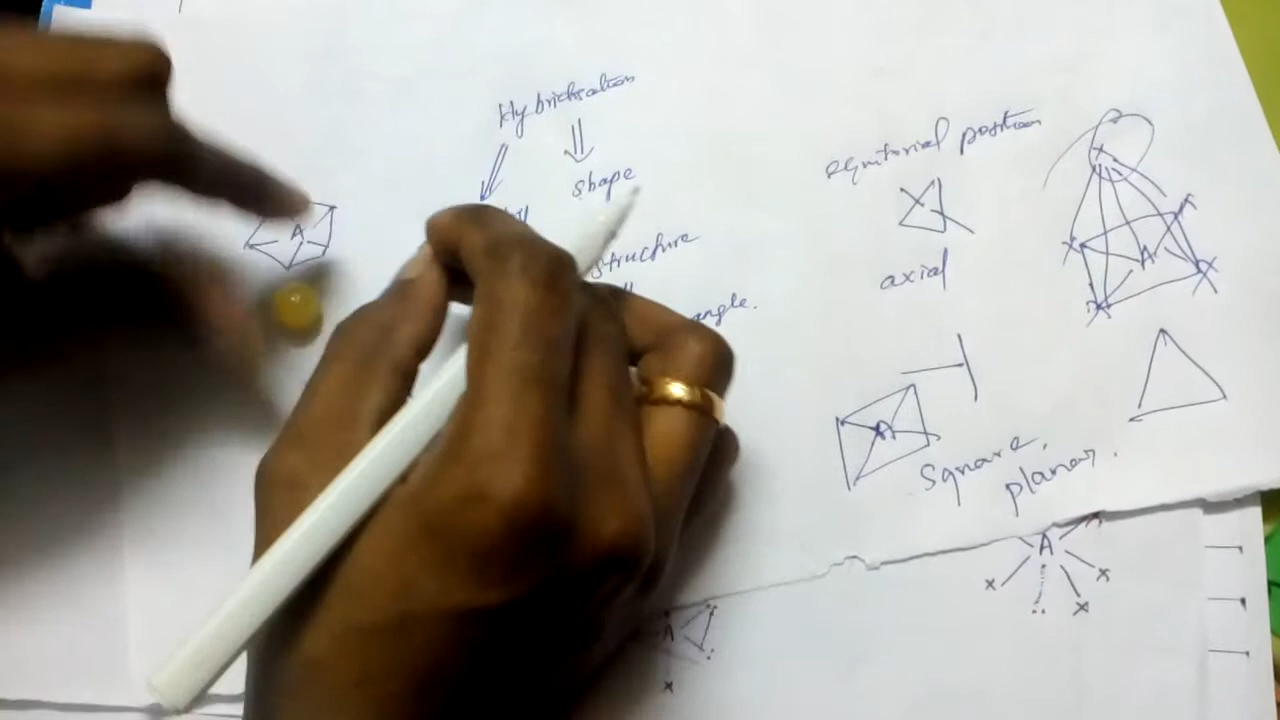 Hybridisation
shape
structure
angle.
equitorial position
axial
Square
planar.
A
A
A
A
A
X
X
X
X
x
x
x
x